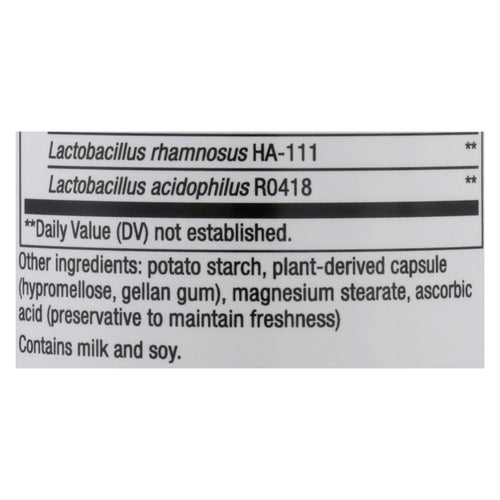 Lactobacillus rhamnosus HA-111 **
Lactobacillus acidophilus R0418 **
**Daily Value (DV) not established.
Other ingredients: potato starch, plant-derived capsule
(hypromellose, gellan gum), magnesium stearate, ascorbic
acid (preservative to maintain freshness)
Contains milk and soy.